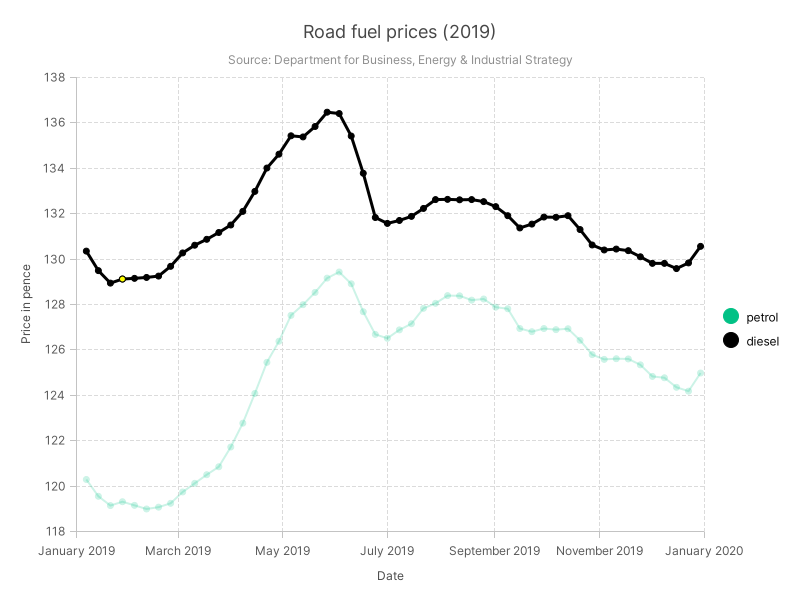 Road fuel prices (2019)
Source: Department for Business, Energy & Industrial Strategy
138
136
134
132
130
128
126
124
122
120
118
Price in pence
January 2019
March 2019
May 2019
July 2019
September 2019
November 2019
January 2020
Date
petrol
diesel